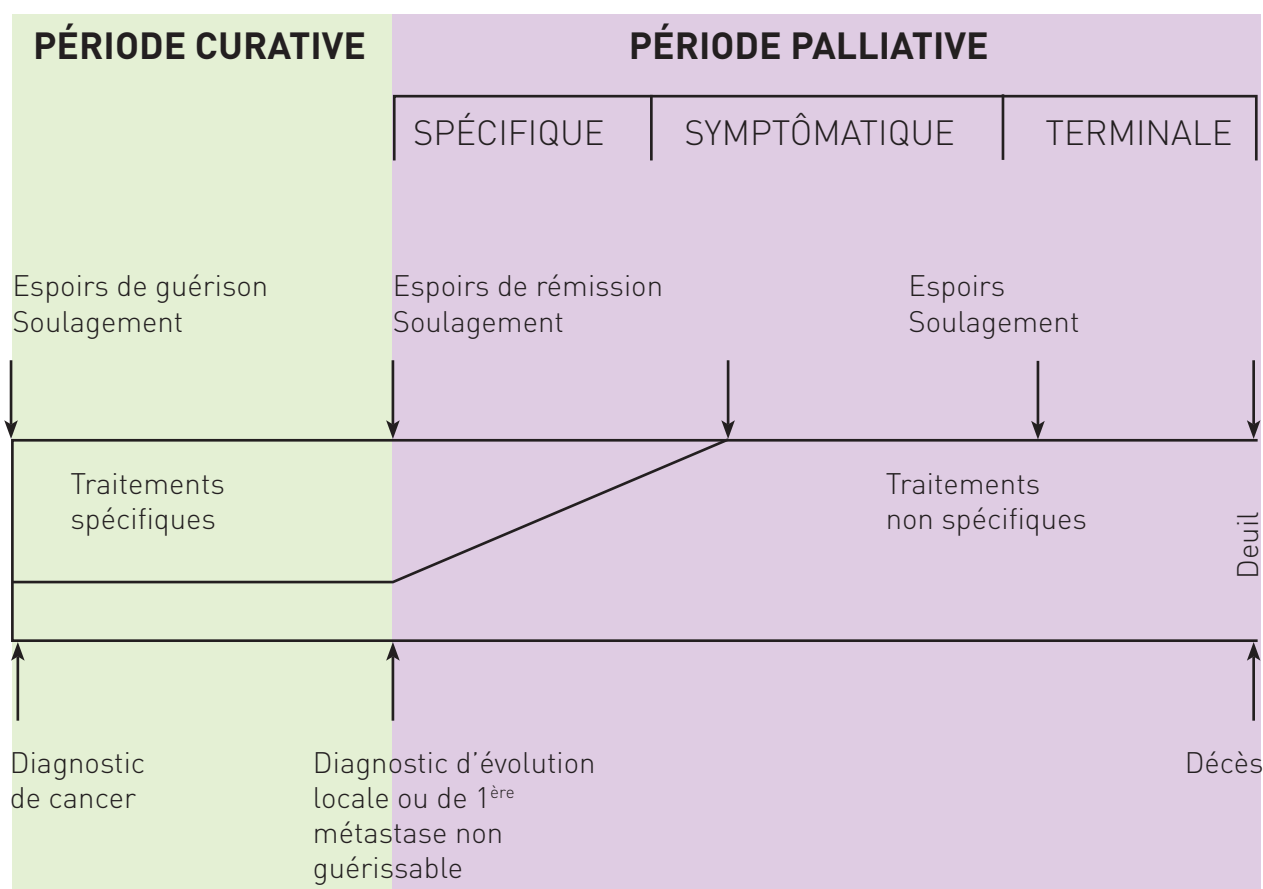 PÉRIODE CURATIVE
PÉRIODE PALLIATIVE
SPÉCIFIQUE
SYMPTÔMATIQUE
TERMINALE
Espoirs de guérison
Soulagement
Espoirs de rémission
Soulagement
Espoirs
Soulagement
Traitements
spécifiques
Traitements
non spécifiques
Deuil
Diagnostic
de cancer
Diagnostic d'évolution
locale ou de 1ère
métastase non
guérissable
Décès